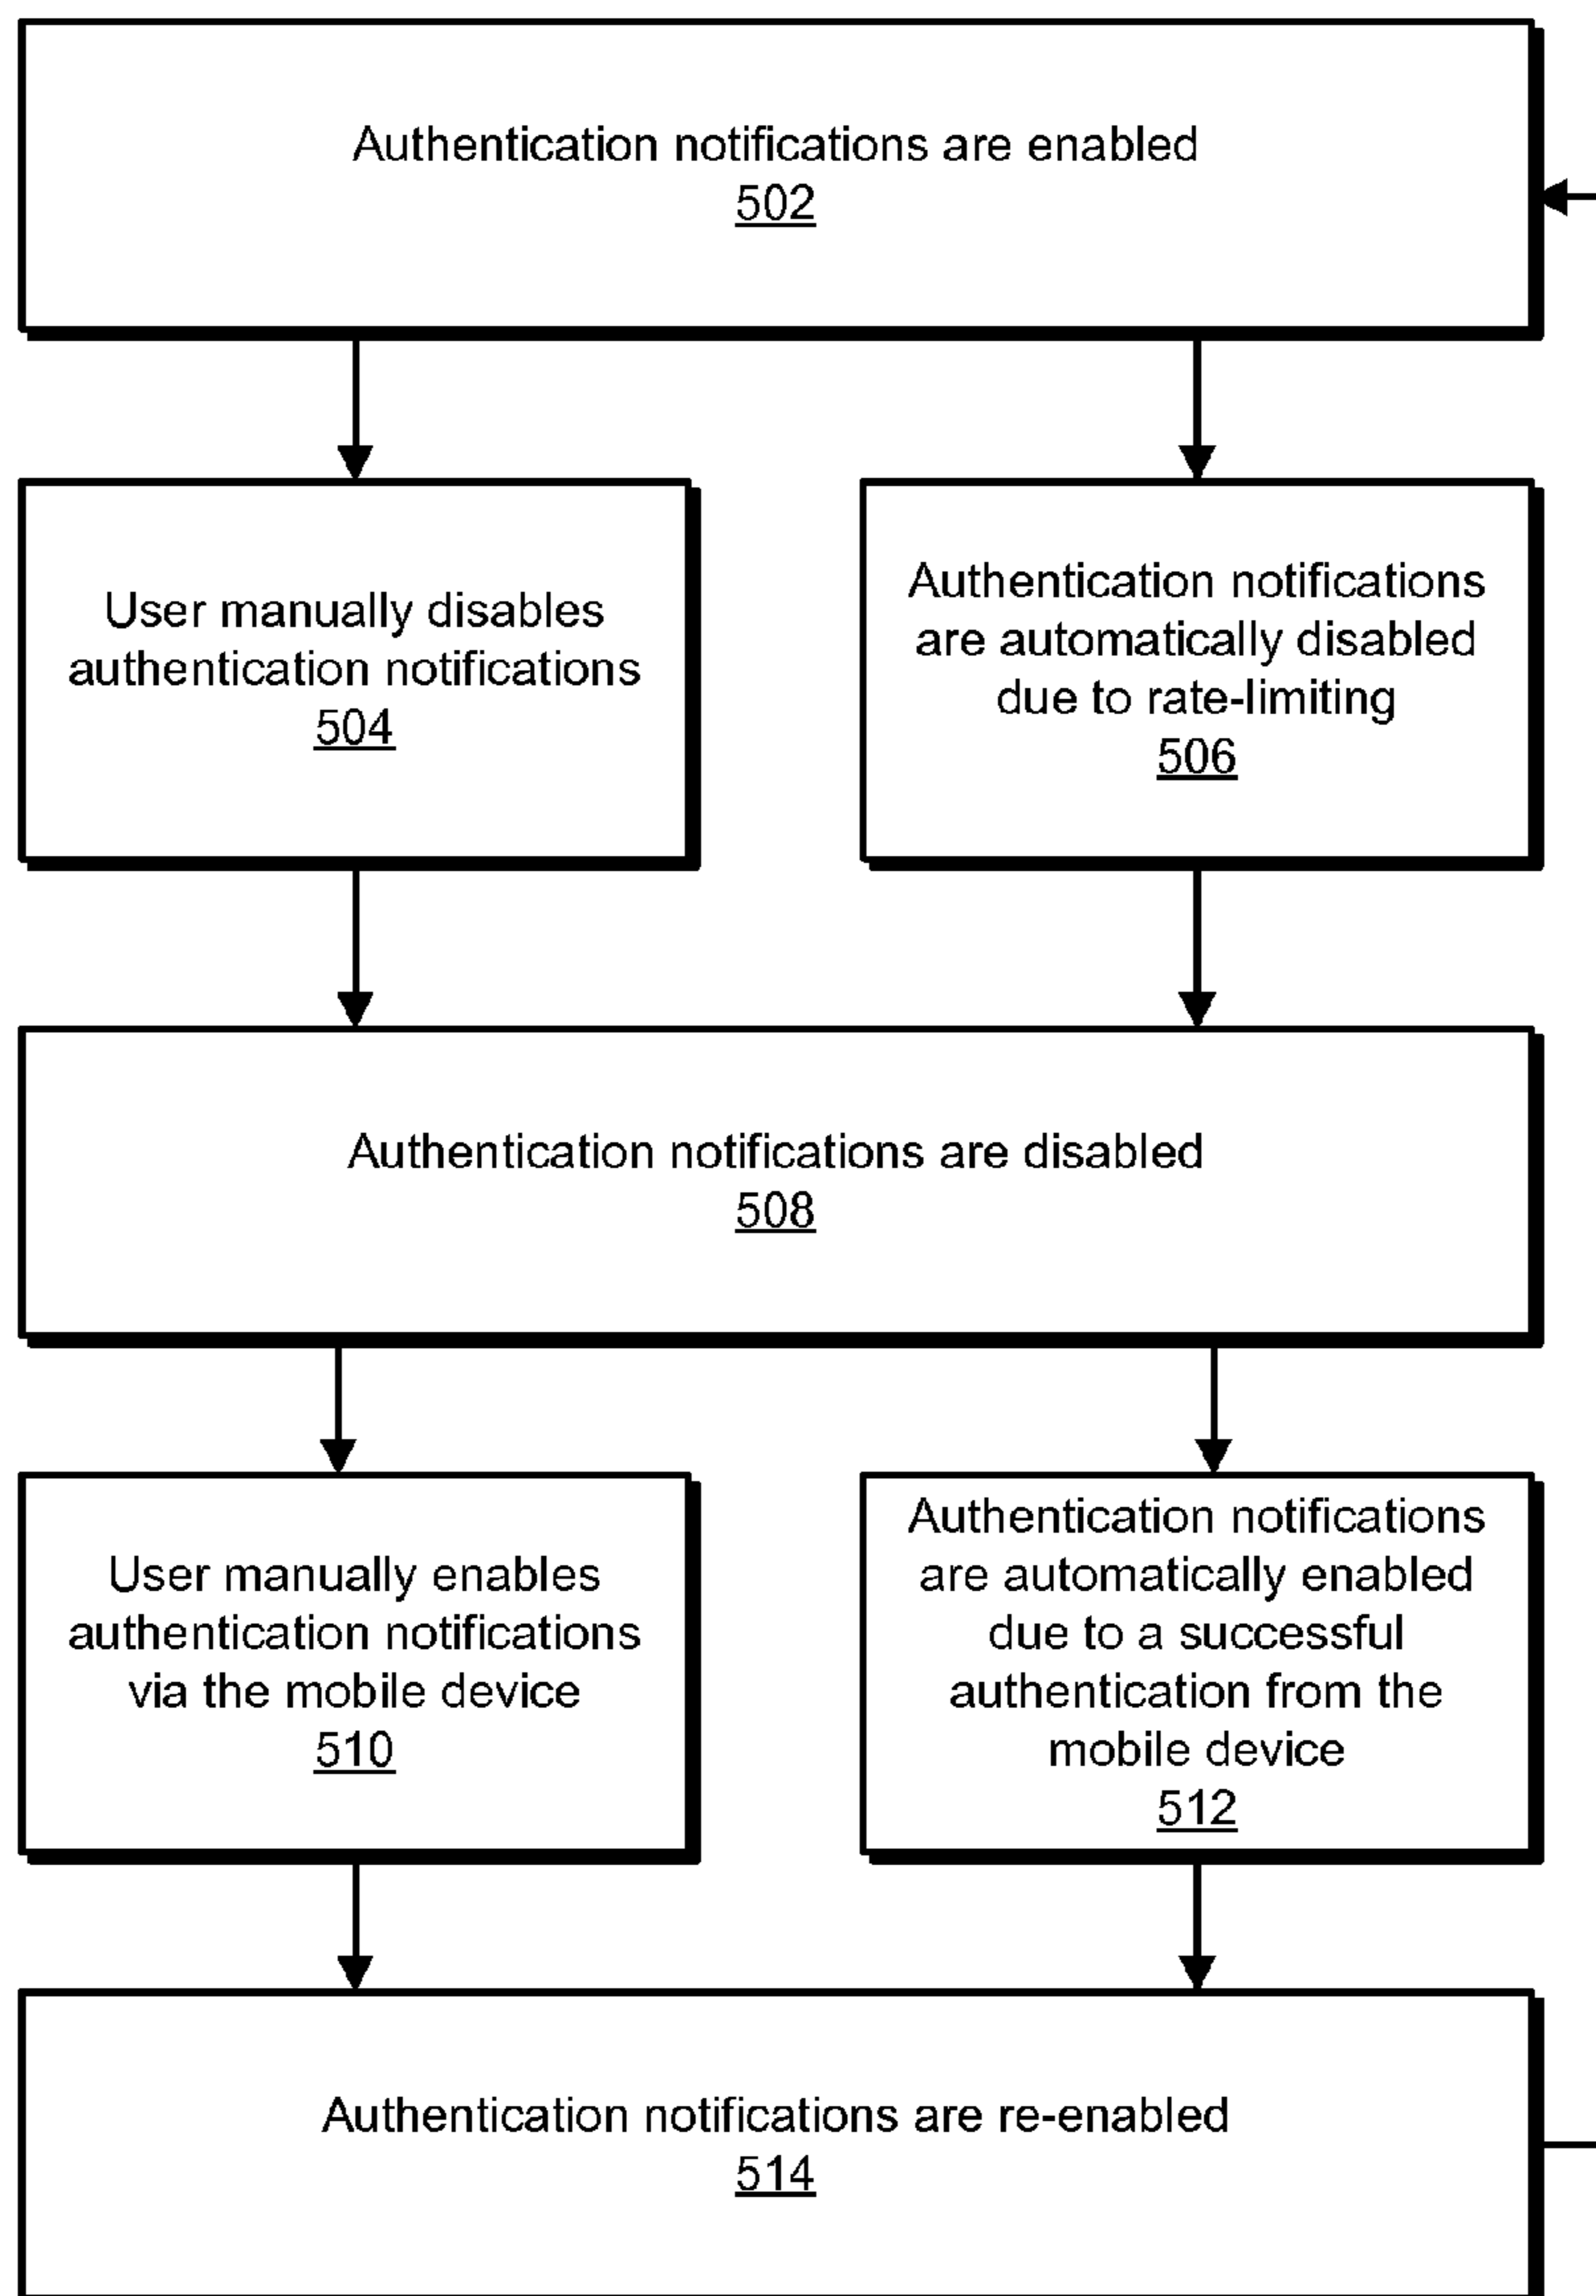 Authentication notifications are enabled
502
User manually disables
authentication notifications
504
Authentication notifications
are automatically disabled
due to rate-limiting
506
Authentication notifications are disabled
508
User manually enables
authentication notifications
via the mobile device
510
Authentication notifications
are automatically enabled
due to a successful
authentication from the
mobile device
512
Authentication notifications are re-enabled
514